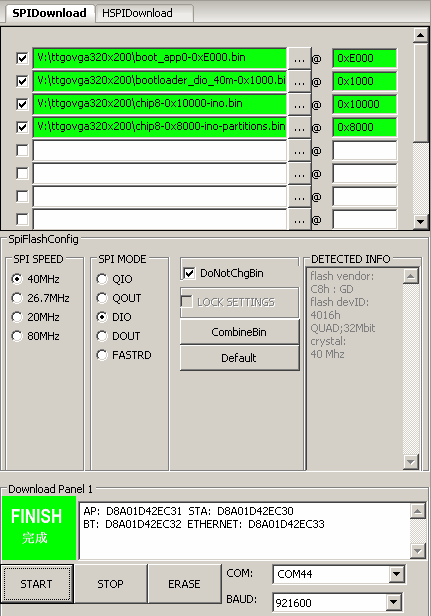 SPIDownload HSPIDownload
V:\ttgovga320x200\boot_app0-0xE000.bin ... @ 0xE000
V:\ttgovga320x200\bootloader_dio_40m-0x1000.bi ... @ 0x1000
V:\ttgovga320x200\chip8-0x10000-ino.bin ... @ 0x10000
V:\ttgovga320x200\chip8-0x8000-ino-partitions.bin ... @ 0x8000
... @
... @
... @
... @
SpiFlashConfig
SPI SPEED
40MHz
26.7MHz
20MHz
80MHz
SPI MODE
QIO
QOUT
DIO
DOUT
FASTRD
DoNotChgBin
LOCK SETTINGS
CombineBin
Default
DETECTED INFO
flash vendor:
C8h : GD
flash devID:
4016h
QUAD;32Mbit
crystal:
40 Mhz
Download Panel 1
FINISH
完成
AP: D8A01D42EC31 STA: D8A01D42EC30
BT: D8A01D42EC32 ETHERNET: D8A01D42EC33
START STOP ERASE
COM: COM44
BAUD: 921600